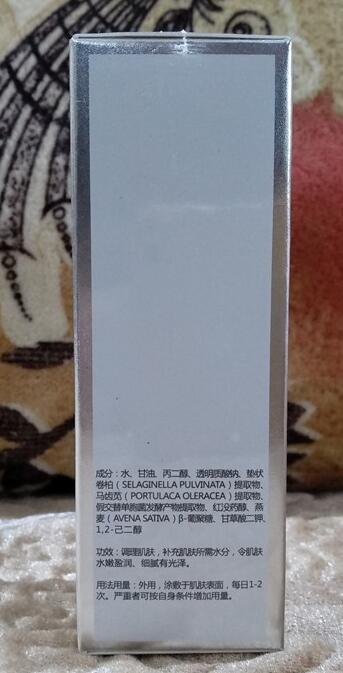 成分：水、甘油、丙二醇、透明质酸钠、垫状
卷柏（SELAGINELLA PULVINATA）提取物、
马齿苋（PORTULACA OLERACEA）提取物、
假交替单胞菌发酵产物提取物、红没药醇、燕
麦（AVENA SATIVA）β-葡聚糖、甘草酸二钾、
1,2-己二醇
功效：调理肌肤，补充肌肤所需水分，令肌肤
水嫩盈润、细腻有光泽。
用法用量：外用，涂敷于肌肤表面，每日1-2
次。严重者可按自身条件增加用量。